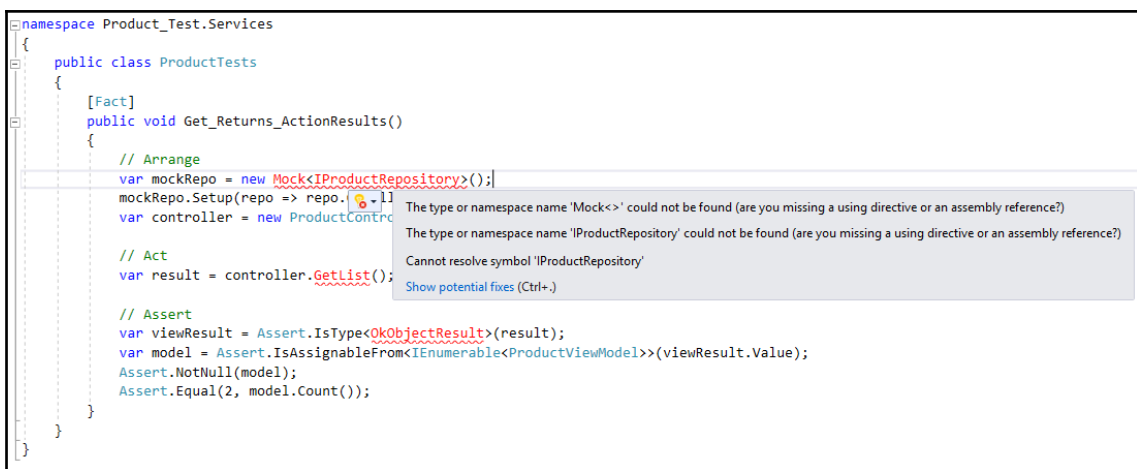 namespace Product_Test.Services
{
public class ProductTests
{
[Fact]
public void Get_Returns_ActionResults()
{
// Arrange
var mockRepo = new Mock<IProductRepository>();
mockRepo.Setup(repo => repo.
The type or namespace name 'Mock<>' could not be found (are you missing a using directive or an assembly reference?)
var controller = new
The type or namespace name 'IProductRepository' could not be found (are you missing a using directive or an assembly reference?)
// Act
Cannot resolve symbol 'IProductRepository'
var result = controller.GetList();
Show potential fixes (Ctrl+.)
// Assert
var viewResult = Assert.IsType<OkObjectResult>(result);
var model = Assert.IsAssignableFrom<IEnumerable<ProductViewModel>>(viewResult.Value);
Assert.NotNull(model);
Assert.Equal(2, model.Count());
}
}
}